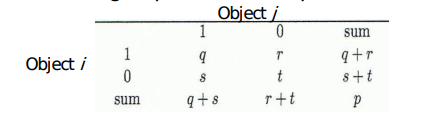 Object j
1 0 sum
1 q r q + r
Object i
0 s t s + t
sum q + s r + t p